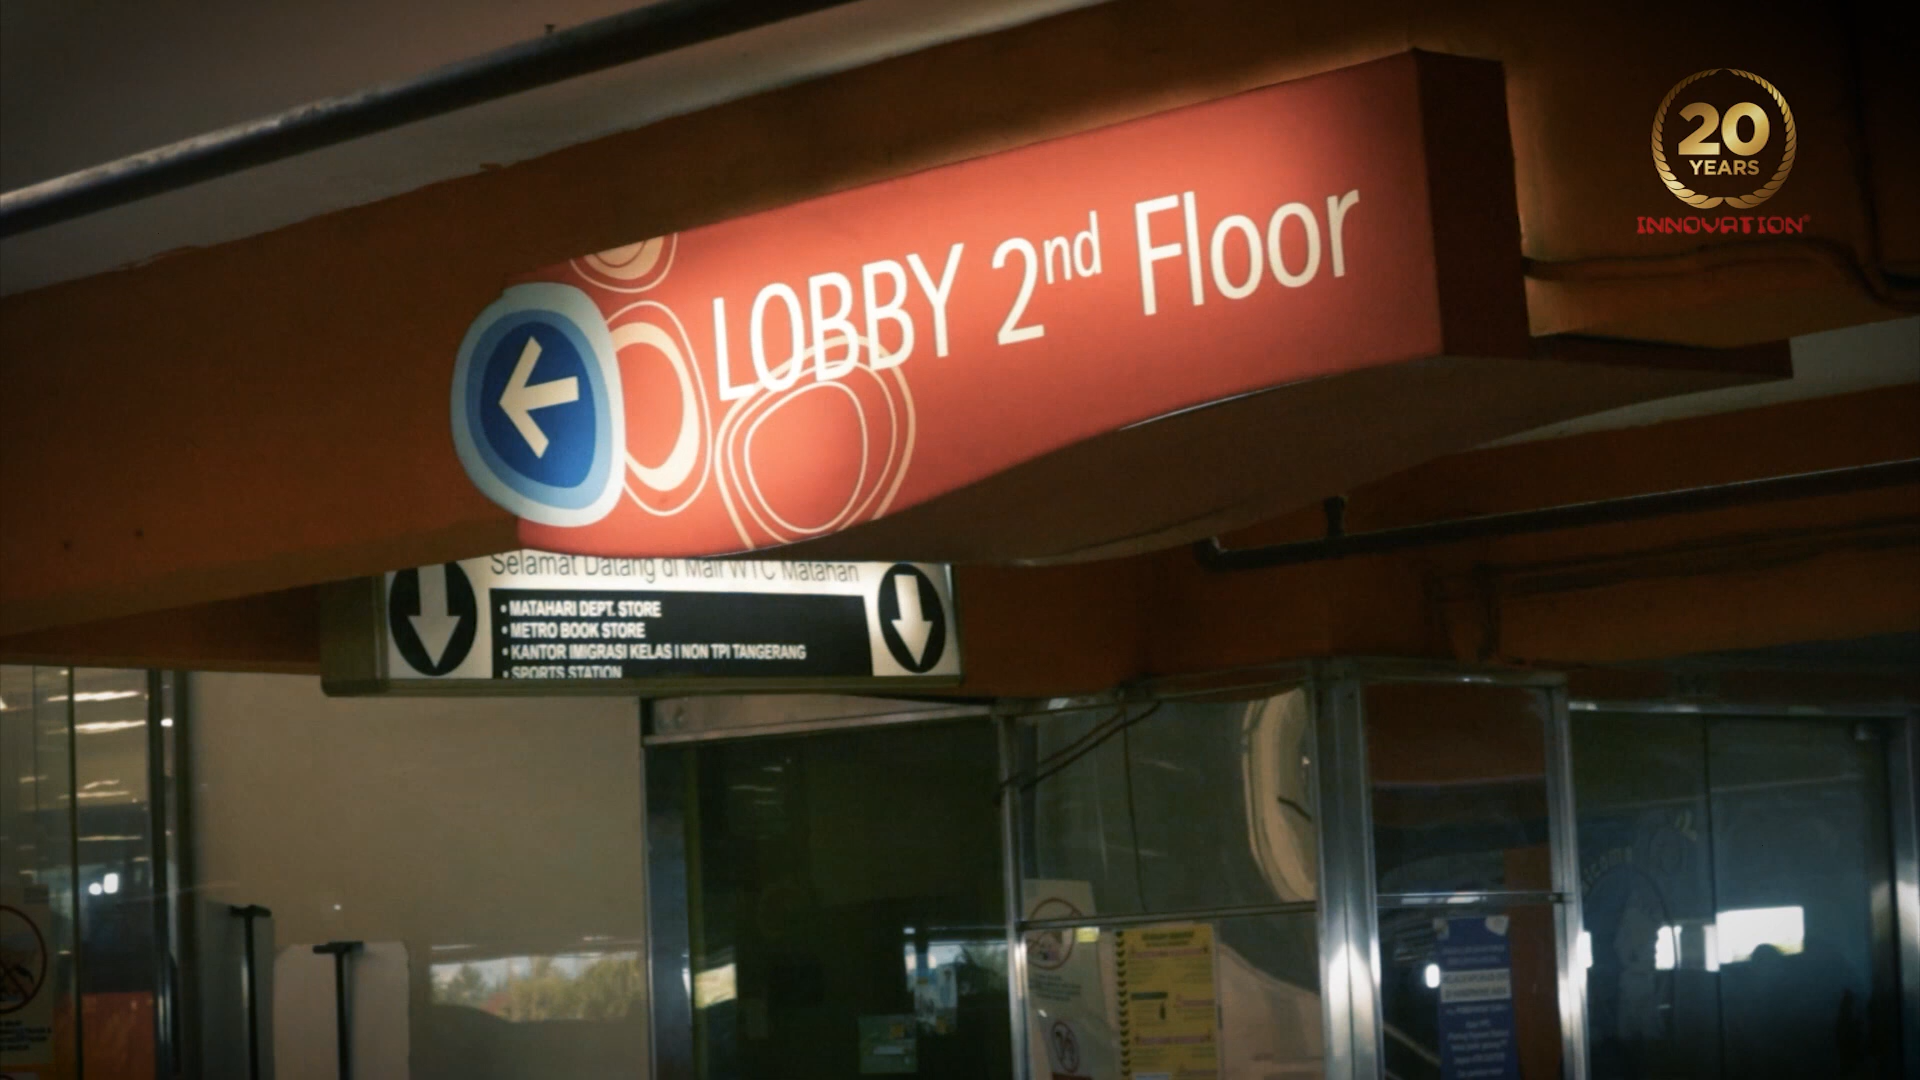 20
YEARS
INNOVATION
LOBBY 2nd Floor
Selamat Datang di Mall WTC Matahari
• MATAHARI DEPT. STORE
• METRO BOOK STORE
• KANTOR IMIGRASI KELAS I NON TPI TANGERANG
• SPORTS STATION